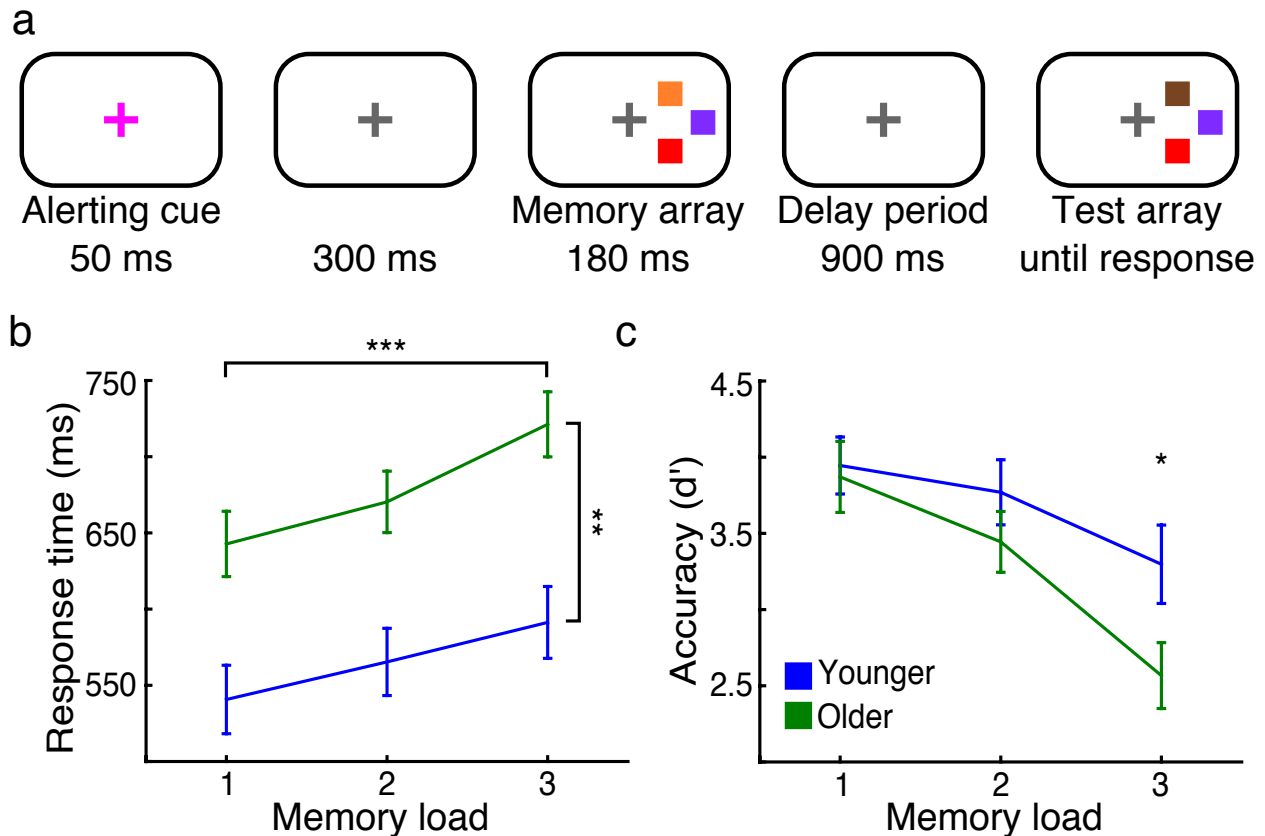 a
Alerting cue
50 ms
300 ms
Memory array
180 ms
Delay period
900 ms
Test array
until response
b
***
**
750
650
550
Response time (ms)
1 2 3
Memory load
c
*
4.5
3.5
2.5
Accuracy (d')
Younger
Older
1 2 3
Memory load